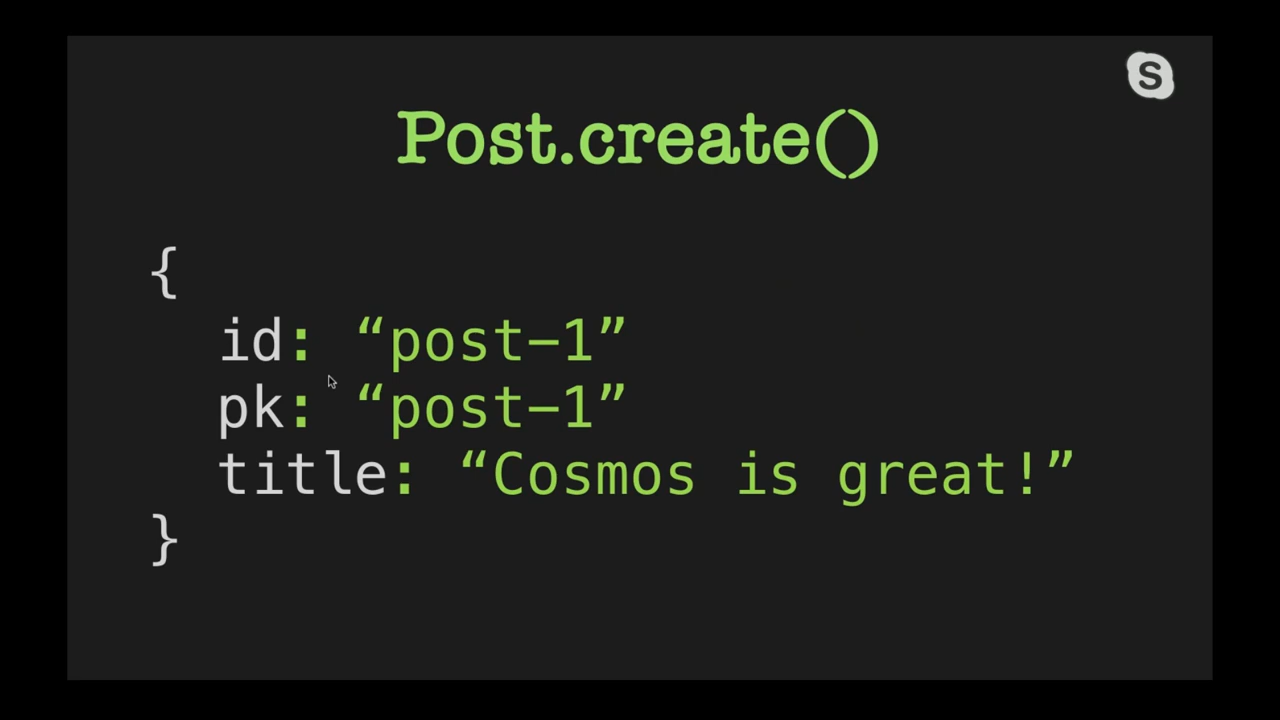 S
Post.create()
{
id: “post-1”
pk: “post-1”
title: “Cosmos is great!”
}